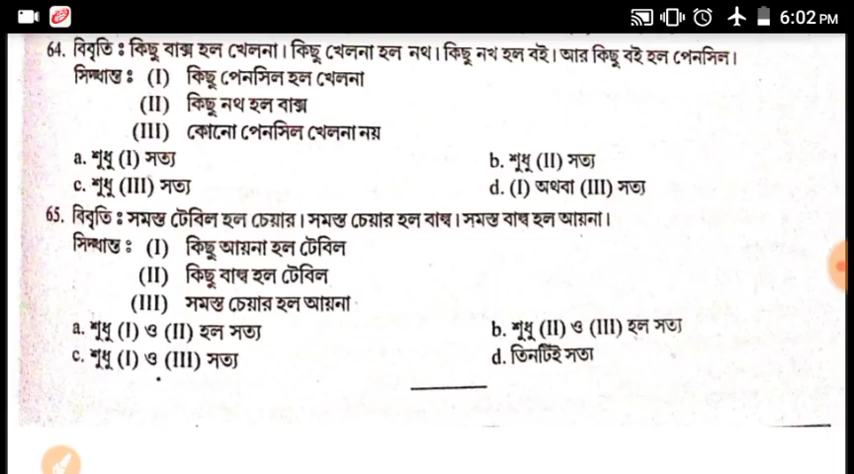 6:02 PM
64. বিবৃতি ঃ কিছু বাক্স হল খেলনা। কিছু খেলনা হল নথ। কিছু নথ হল বই। আর কিছু বই হল পেনসিল।
সিদ্ধান্ত ঃ (I) কিছু পেনসিল হল খেলনা
(II) কিছু নথ হল বাক্স
(III) কোনো পেনসিল খেলনা নয়
a. শুধু (I) সত্য b. শুধু (II) সত্য
c. শুধু (III) সত্য d. (I) অথবা (III) সত্য
65. বিবৃতি ঃ সমস্ত টেবিল হল চেয়ার। সমস্ত চেয়ার হল বাল্ব। সমস্ত বাল্ব হল আয়না।
সিদ্ধান্ত ঃ (I) কিছু আয়না হল টেবিল
(II) কিছু বাল্ব হল টেবিল
(III) সমস্ত চেয়ার হল আয়না
a. শুধু (I) ও (II) হল সত্য b. শুধু (II) ও (III) হল সত্য
c. শুধু (I) ও (III) সত্য d. তিনটিই সত্য